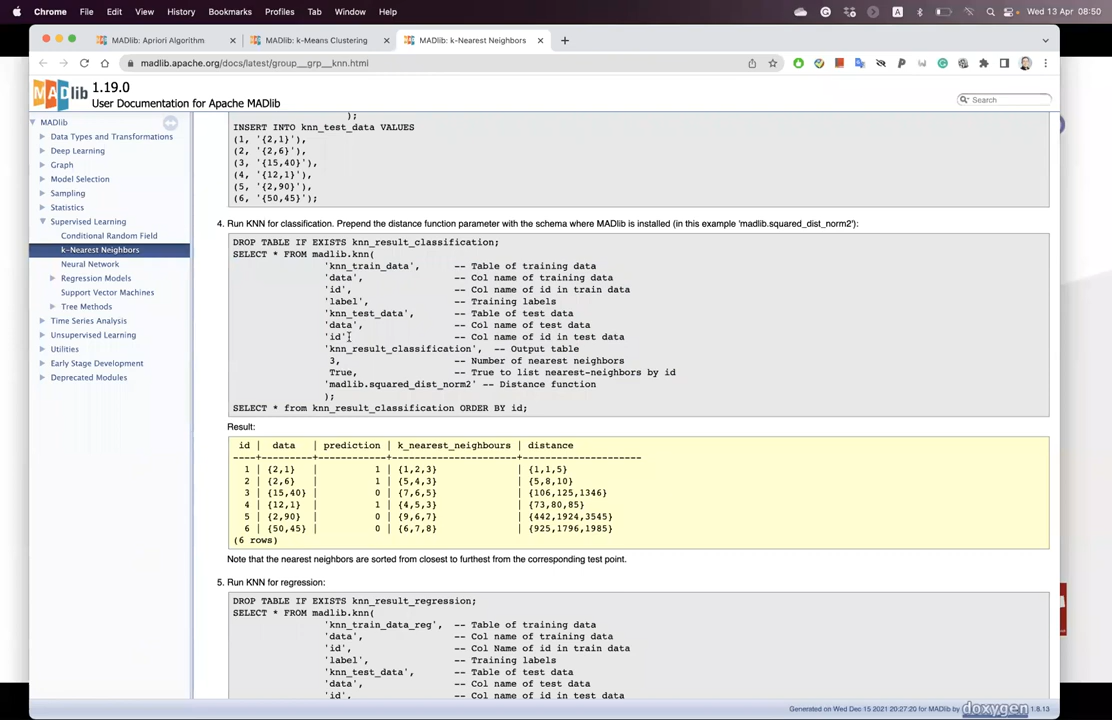 Chrome File Edit View History Bookmarks Profiles Tab Window Help A Wed 13 Apr 08:50
MADlib: Apriori Algorithm MADlib: k-Means Clustering MADlib: k-Nearest Neighbors
madlib.apache.org/docs/latest/group__grp__knn.html
MADlib 1.19.0
User Documentation for Apache MADlib
Search
MADlib
Data Types and Transformations
Deep Learning
Graph
Model Selection
Sampling
Statistics
Supervised Learning
Conditional Random Field
k-Nearest Neighbors
Neural Network
Regression Models
Support Vector Machines
Tree Methods
Time Series Analysis
Unsupervised Learning
Utilities
Early Stage Development
Deprecated Modules
);
INSERT INTO knn_test_data VALUES
(1, '{2,1}'),
(2, '{2,6}'),
(3, '{15,40}'),
(4, '{12,1}'),
(5, '{2,90}'),
(6, '{50,45}');
4. Run KNN for classification. Prepend the distance function parameter with the schema where MADlib is installed (in this example 'madlib.squared_dist_norm2'):
DROP TABLE IF EXISTS knn_result_classification;
SELECT * FROM madlib.knn(
'knn_train_data', -- Table of training data
'data', -- Col name of training data
'id', -- Col name of id in train data
'label', -- Training labels
'knn_test_data', -- Table of test data
'data', -- Col name of test data
'id' -- Col name of id in test data
'knn_result_classification', -- Output table
3, -- Number of nearest neighbors
True, -- True to list nearest-neighbors by id
'madlib.squared_dist_norm2' -- Distance function
);
SELECT * from knn_result_classification ORDER BY id;
Result:
id | data | prediction | k_nearest_neighbours | distance
----+---------+------------+----------------------+---------------------
1 | {2,1} | 1 | {1,2,3} | {1,1,5}
2 | {2,6} | 1 | {5,4,3} | {5,8,10}
3 | {15,40} | 0 | {7,6,5} | {106,125,1346}
4 | {12,1} | 1 | {4,5,3} | {73,80,85}
5 | {2,90} | 0 | {9,6,7} | {442,1924,3545}
6 | {50,45} | 0 | {6,7,8} | {925,1796,1985}
(6 rows)
Note that the nearest neighbors are sorted from closest to furthest from the corresponding test point.
5. Run KNN for regression:
DROP TABLE IF EXISTS knn_result_regression;
SELECT * FROM madlib.knn(
'knn_train_data_reg', -- Table of training data
'data', -- Col name of training data
'id', -- Col Name of id in train data
'label', -- Training labels
'knn_test_data', -- Table of test data
'data', -- Col name of test data
'id', -- Col name of id in test data
Generated on Wed Dec 15 2021 20:27:20 for MADlib by doxygen 1.8.13